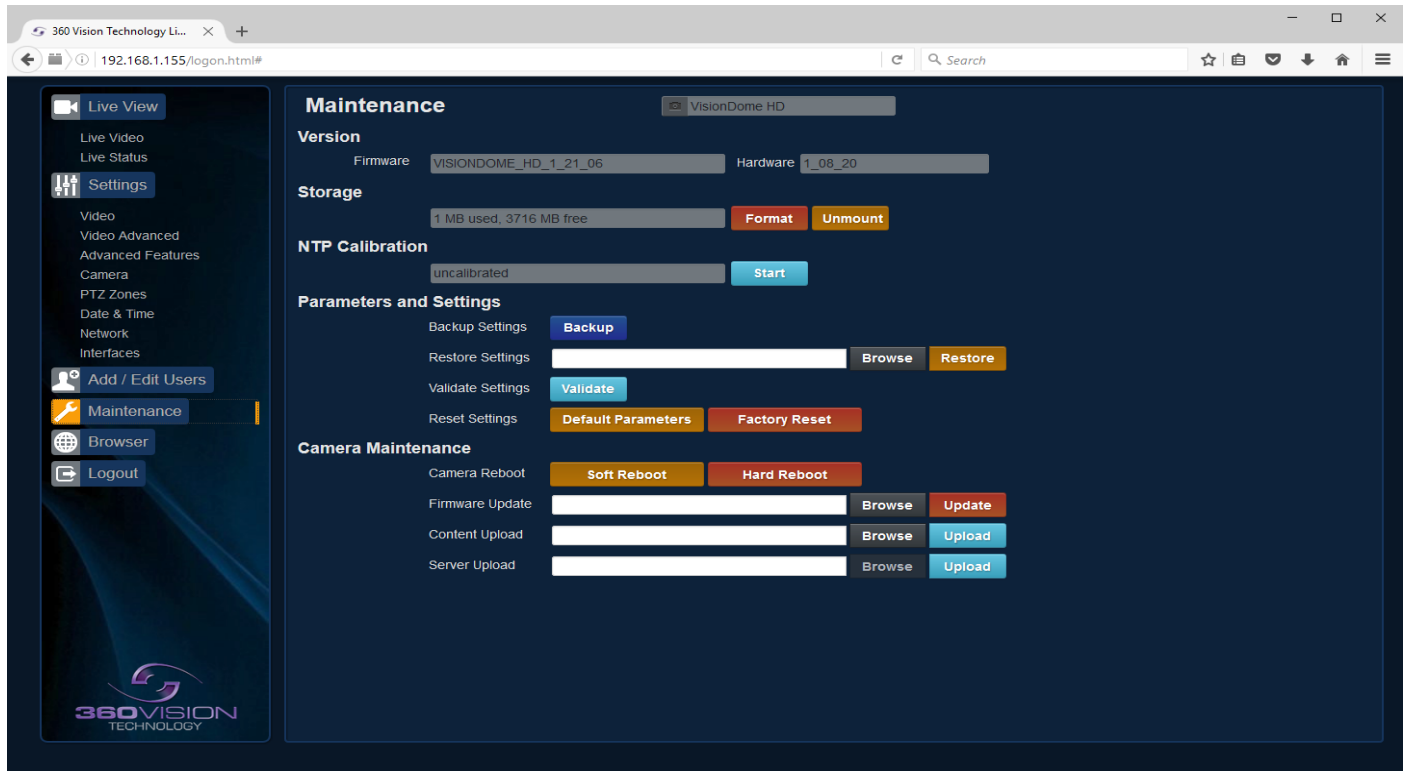 360 Vision Technology Li...
192.168.1.155/logon.html#
Search
Live View
Live Video
Live Status
Settings
Video
Video Advanced
Advanced Features
Camera
PTZ Zones
Date & Time
Network
Interfaces
Add / Edit Users
Maintenance
Browser
Logout
360VISION
TECHNOLOGY
Maintenance VisionDome HD
Version
Firmware VISIONDOME_HD_1_21_06 Hardware 1_08_20
Storage
1 MB used, 3716 MB free Format Unmount
NTP Calibration
uncalibrated Start
Parameters and Settings
Backup Settings Backup
Restore Settings Browse Restore
Validate Settings Validate
Reset Settings Default Parameters Factory Reset
Camera Maintenance
Camera Reboot Soft Reboot Hard Reboot
Firmware Update Browse Update
Content Upload Browse Upload
Server Upload Browse Upload